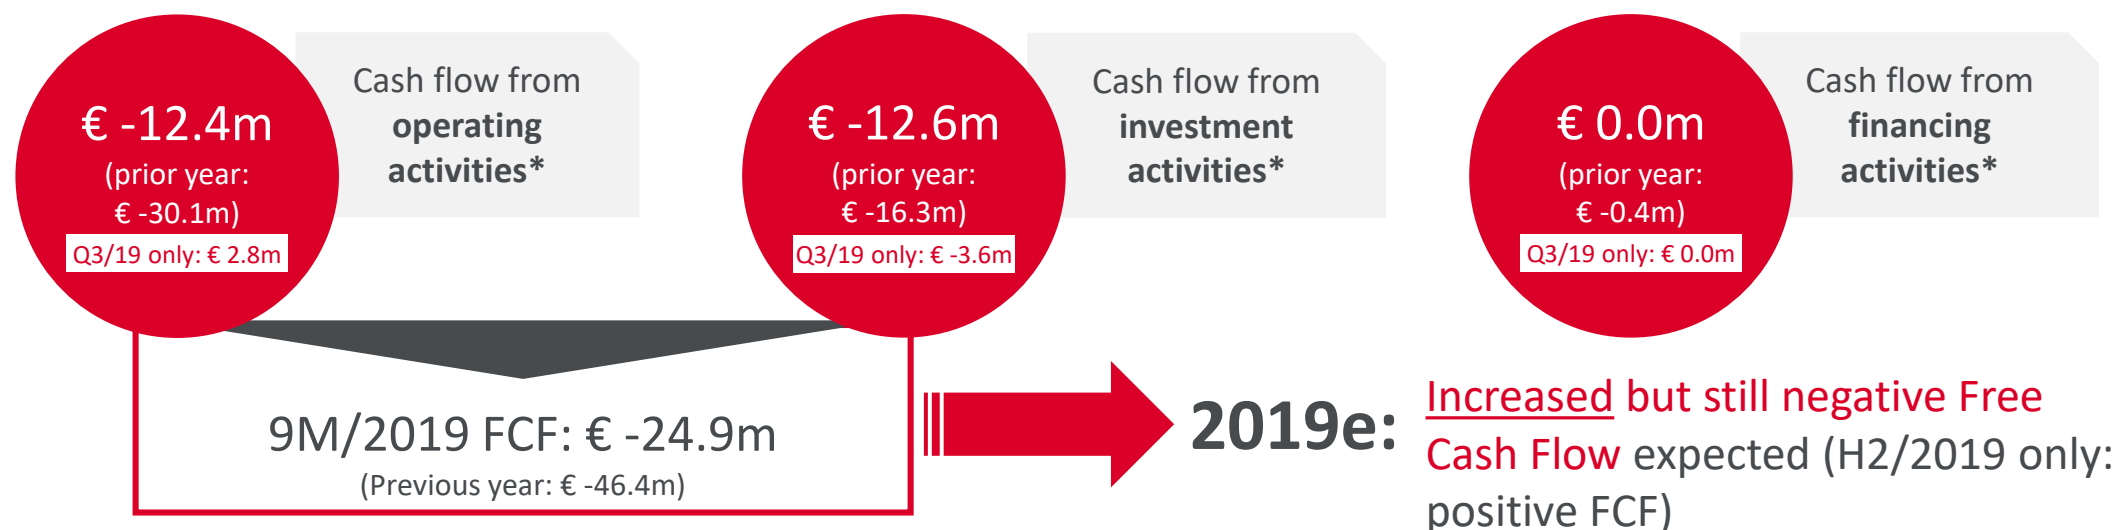 € -12.4m
(prior year:
€ -30.1m)
Q3/19 only: € 2.8m
Cash flow from
operating
activities*
€ -12.6m
(prior year:
€ -16.3m)
Q3/19 only: € -3.6m
Cash flow from
investment
activities*
€ 0.0m
(prior year:
€ -0.4m)
Q3/19 only: € 0.0m
Cash flow from
financing
activities*
9M/2019 FCF: € -24.9m
(Previous year: € -46.4m)
2019e:
Increased but still negative Free
Cash Flow expected (H2/2019 only:
positive FCF)